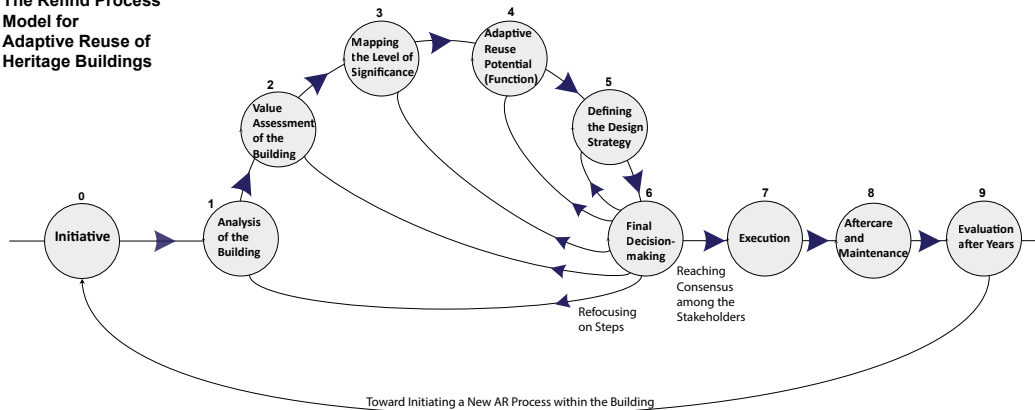 The Refind Process
Model for
Adaptive Reuse of
Heritage Buildings
0
Initiative
1
Analysis
of the
Building
2
Value
Assessment
of the
Building
3
Mapping
the Level of
Significance
4
Adaptive
Reuse
Potential
(Function)
5
Defining
the Design
Strategy
6
Final
Decision-
making
7
Execution
8
Aftercare
and
Maintenance
9
Evaluation
after Years
Reaching
Consensus
among the
Stakeholders
Refocusing
on Steps
Toward Initiating a New AR Process within the Building